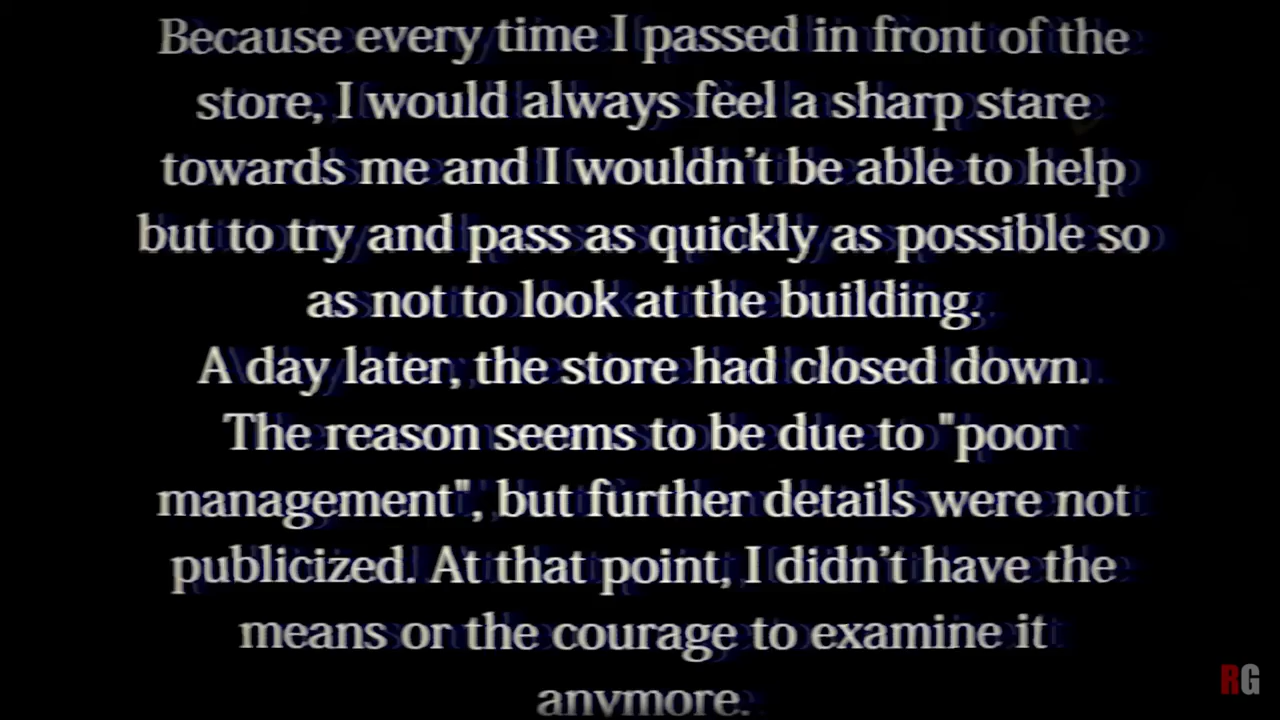 Because every time I passed in front of the
store, I would always feel a sharp stare
towards me and I wouldn’t be able to help
but to try and pass as quickly as possible so
as not to look at the building.
A day later, the store had closed down.
The reason seems to be due to "poor
management", but further details were not
publicized. At that point, I didn’t have the
means or the courage to examine it
anymore.
RG